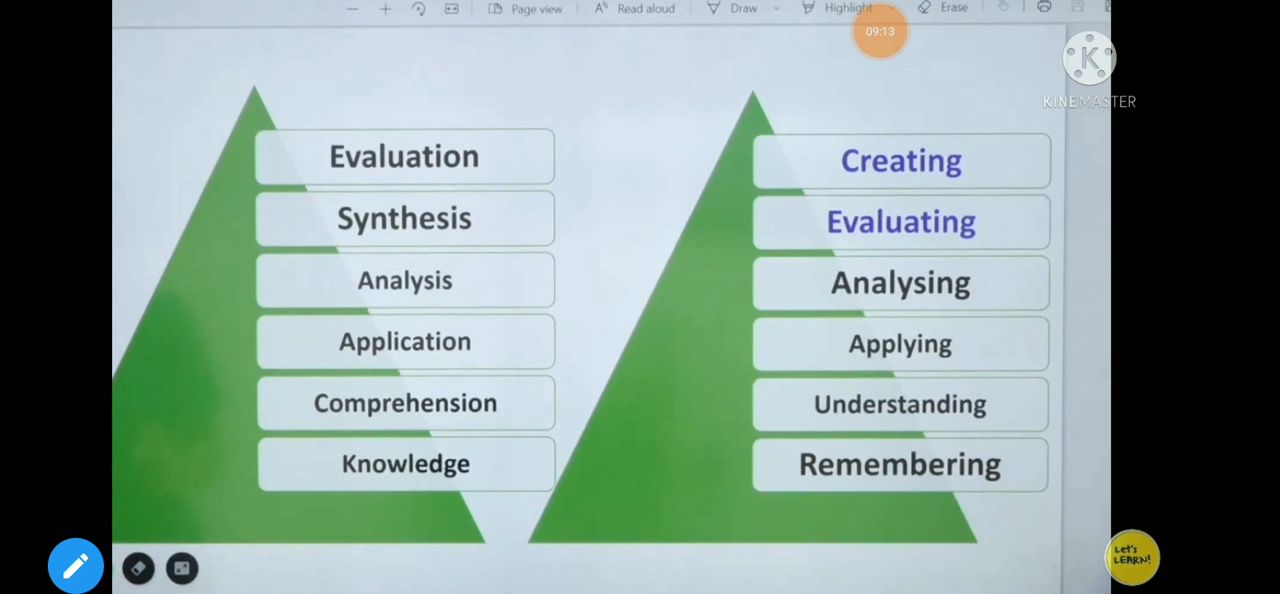 Page view
Read aloud
Draw
Highlight
Erase
09:13
K
KINEMASTER
Evaluation
Synthesis
Analysis
Application
Comprehension
Knowledge
Creating
Evaluating
Analysing
Applying
Understanding
Remembering
Let's
LEARN!